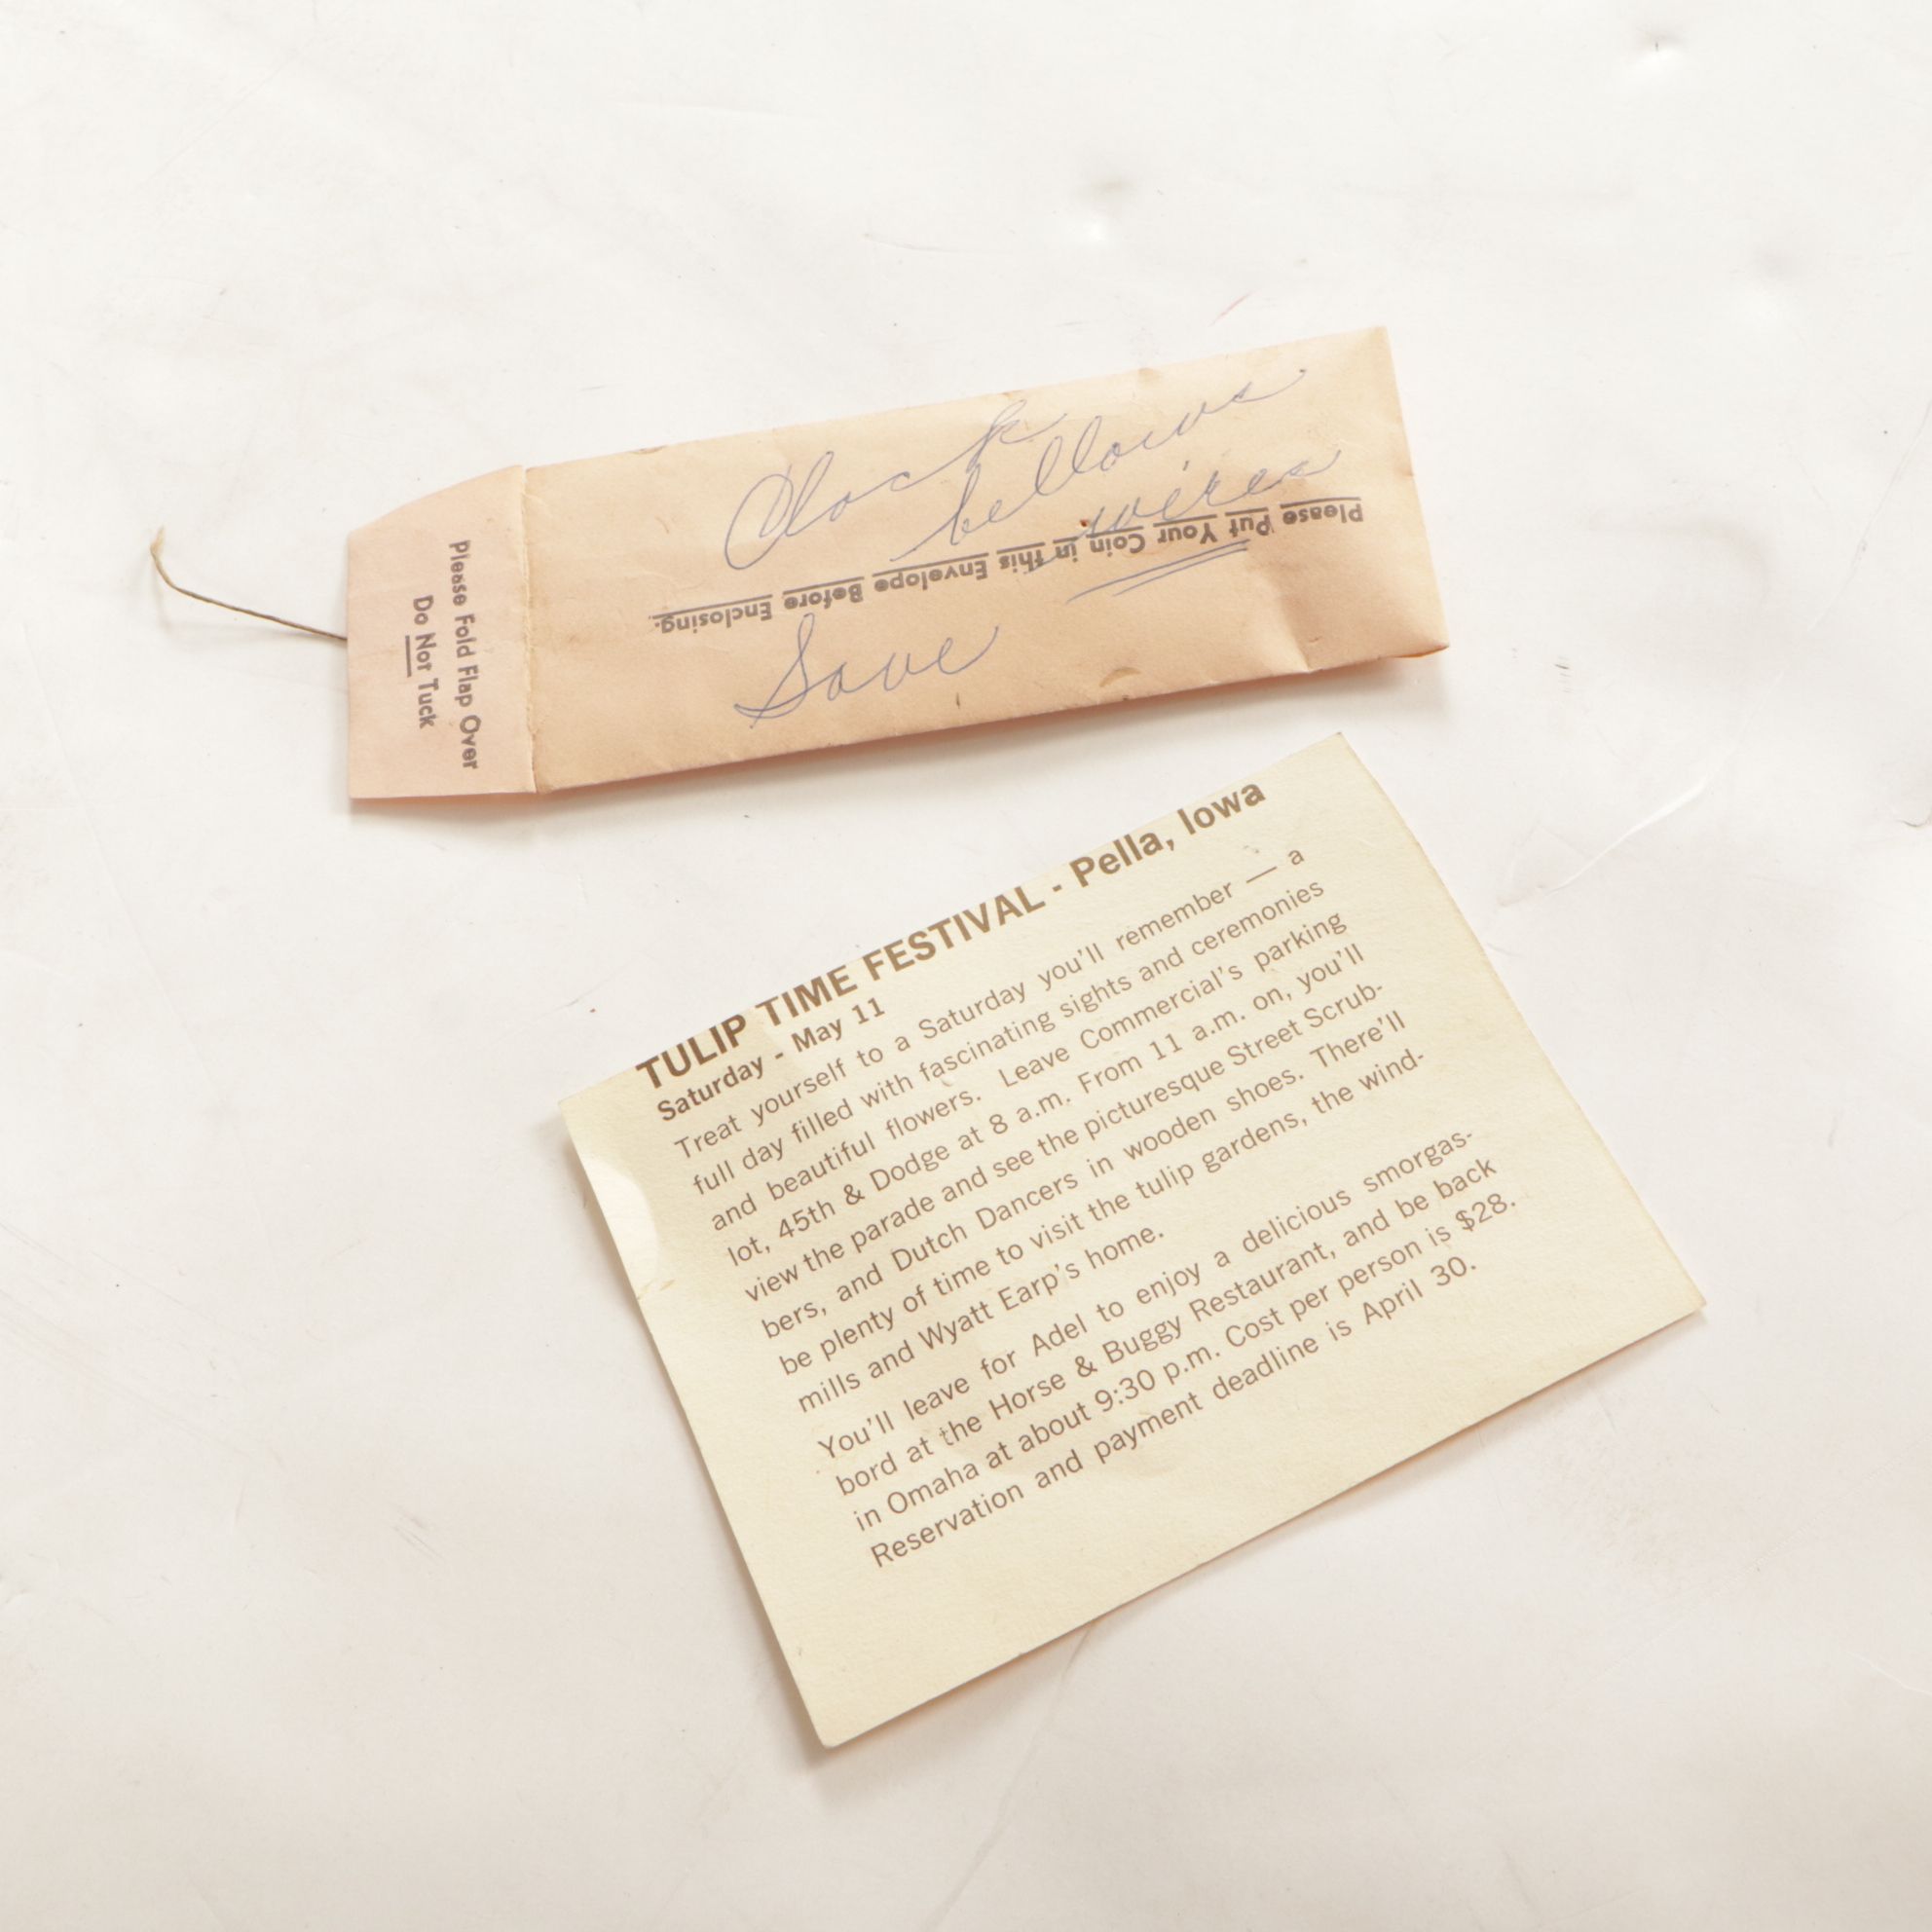 Clock
bellows
wires
Please Put Your Coin in this Envelope Before Enclosing.
Save
Please Fold Flap Over
Do Not Tuck
TULIP TIME FESTIVAL - Pella, Iowa
Saturday - May 11
Treat yourself to a Saturday you'll remember — a
full day filled with fascinating sights and ceremonies
and beautiful flowers. Leave Commercial's parking
lot, 45th & Dodge at 8 a.m. From 11 a.m. on, you'll
view the parade and see the picturesque Street Scrub-
bers, and Dutch Dancers in wooden shoes. There'll
be plenty of time to visit the tulip gardens, the wind-
mills and Wyatt Earp's home.
You'll leave for Adel to enjoy a delicious smorgas-
bord at the Horse & Buggy Restaurant, and be back
in Omaha at about 9:30 p.m. Cost per person is $28.
Reservation and payment deadline is April 30.